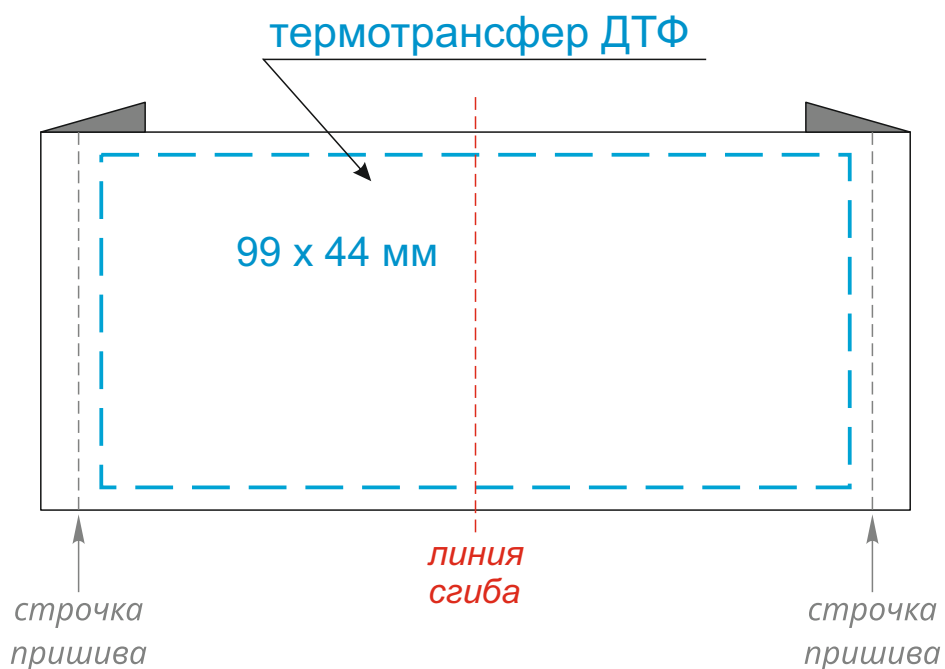 термотрансфер ДТФ
99 х 44 мм
линия
сгиба
строчка
пришива
строчка
пришива